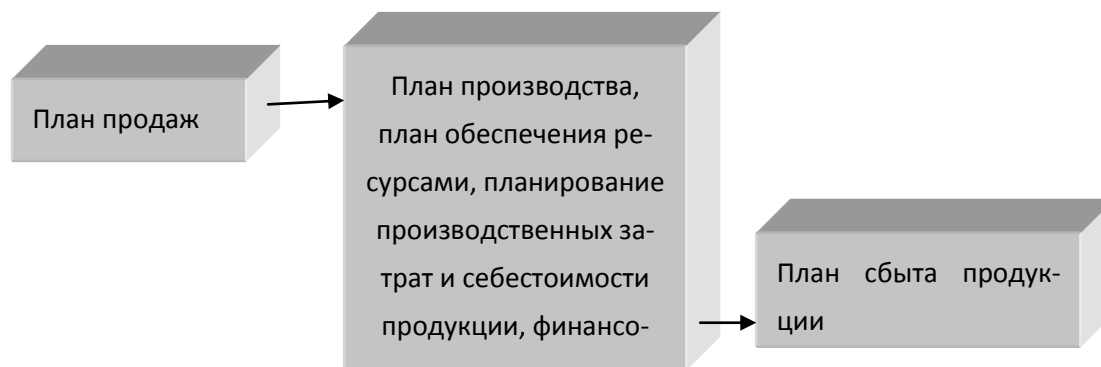 План продаж
План производства,
план обеспечения ре-
сурсами, планирование
производственных за-
трат и себестоимости
продукции, финансо-
План сбыта продук-
ции